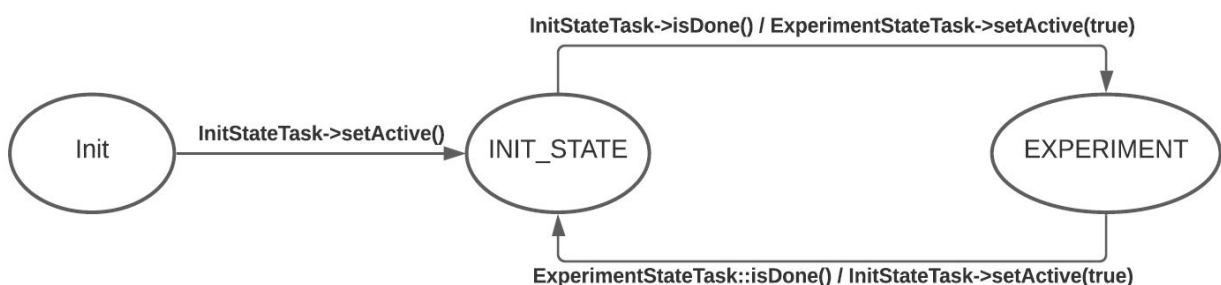 InitStateTask->isDone() / ExperimentStateTask->setActive(true)
Init
InitStateTask->setActive()
INIT_STATE
EXPERIMENT
ExperimentStateTask::isDone() / InitStateTask->setActive(true)